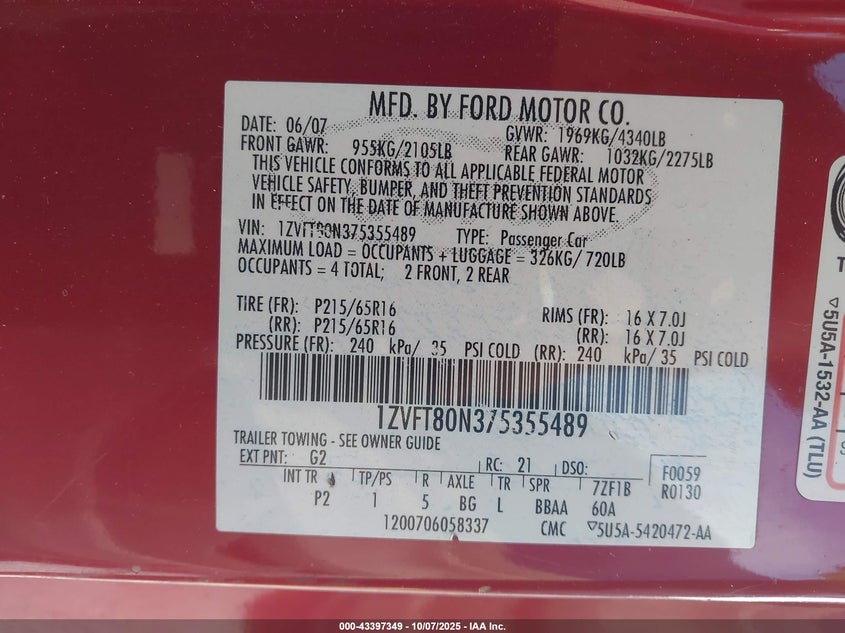 MFD. BY FORD MOTOR CO.
DATE: 06/07 GVWR: 1969KG/4340LB
FRONT GAWR: 955KG/2105LB REAR GAWR: 1032KG/2275LB
THIS VEHICLE CONFORMS TO ALL APPLICABLE FEDERAL MOTOR
VEHICLE SAFETY, BUMPER, AND THEFT PREVENTION STANDARDS
IN EFFECT ON THE DATE OF MANUFACTURE SHOWN ABOVE.
VIN: 1ZVFT80N375355489 TYPE: Passenger Car
MAXIMUM LOAD = OCCUPANTS + LUGGAGE = 326KG/ 720LB
OCCUPANTS = 4 TOTAL; 2 FRONT, 2 REAR
TIRE (FR): P215/65R16 RIMS (FR): 16 X 7.0J
(RR): P215/65R16 (RR): 16 X 7.0J
PRESSURE (FR): 240 kPa/ 35 PSI COLD (RR): 240 kPa/ 35 PSI COLD
1ZVFT80N375355489
TRAILER TOWING - SEE OWNER GUIDE
EXT PNT: G2 RC: 21 DSO: F0059
INT TR TP/PS R AXLE TR SPR 7ZF1B R0130
P2 1 5 BG L BBAA 60A
1200706058337 CMC ▽5U5A-5420472-AA
▽5U5A-1532-AA (TLU)
000-43397349 - 10/07/2025 - IAA Inc.